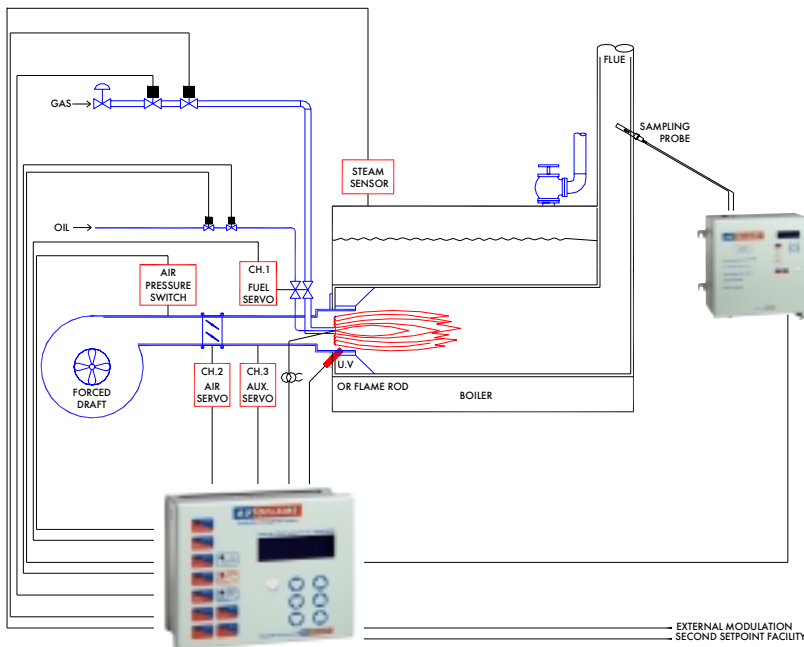 FLUE
GAS
SAMPLING
PROBE
STEAM
SENSOR
OIL
AIR
PRESSURE
SWITCH
CH.1
FUEL
SERVO
U.V
CH.2
AIR
SERVO
CH.3
AUX.
SERVO
FORCED
DRAFT
OR FLAME ROD
BOILER
EXTERNAL MODULATION
SECOND SETPOINT FACILITY